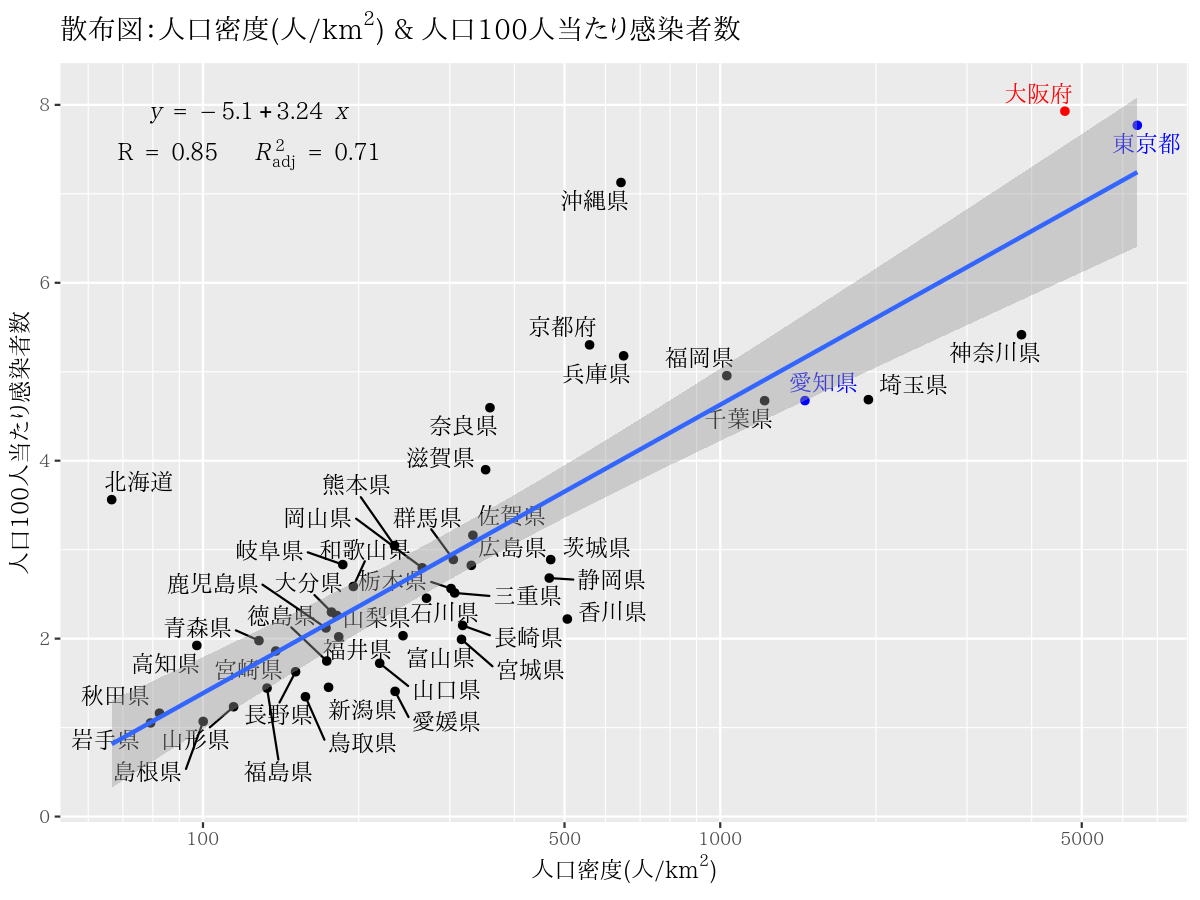 散布図：人口密度(人/km²) & 人口100人当たり感染者数
y = −5.1 + 3.24 x
R = 0.85 R²adj = 0.71
大阪府
東京都
沖縄県
京都府
兵庫県
福岡県
神奈川県
愛知県
埼玉県
千葉県
奈良県
滋賀県
北海道
熊本県
岡山県
群馬県
佐賀県
岐阜県
和歌山県
広島県
茨城県
鹿児島県
大分県
栃木県
静岡県
三重県
徳島県
山梨県
石川県
香川県
青森県
長崎県
高知県
宮崎県
福井県
富山県
宮城県
秋田県
山口県
長野県
新潟県
愛媛県
岩手県
山形県
鳥取県
島根県
福島県
人口100人当たり感染者数
8
6
4
2
0
100 500 1000 5000
人口密度(人/km²)